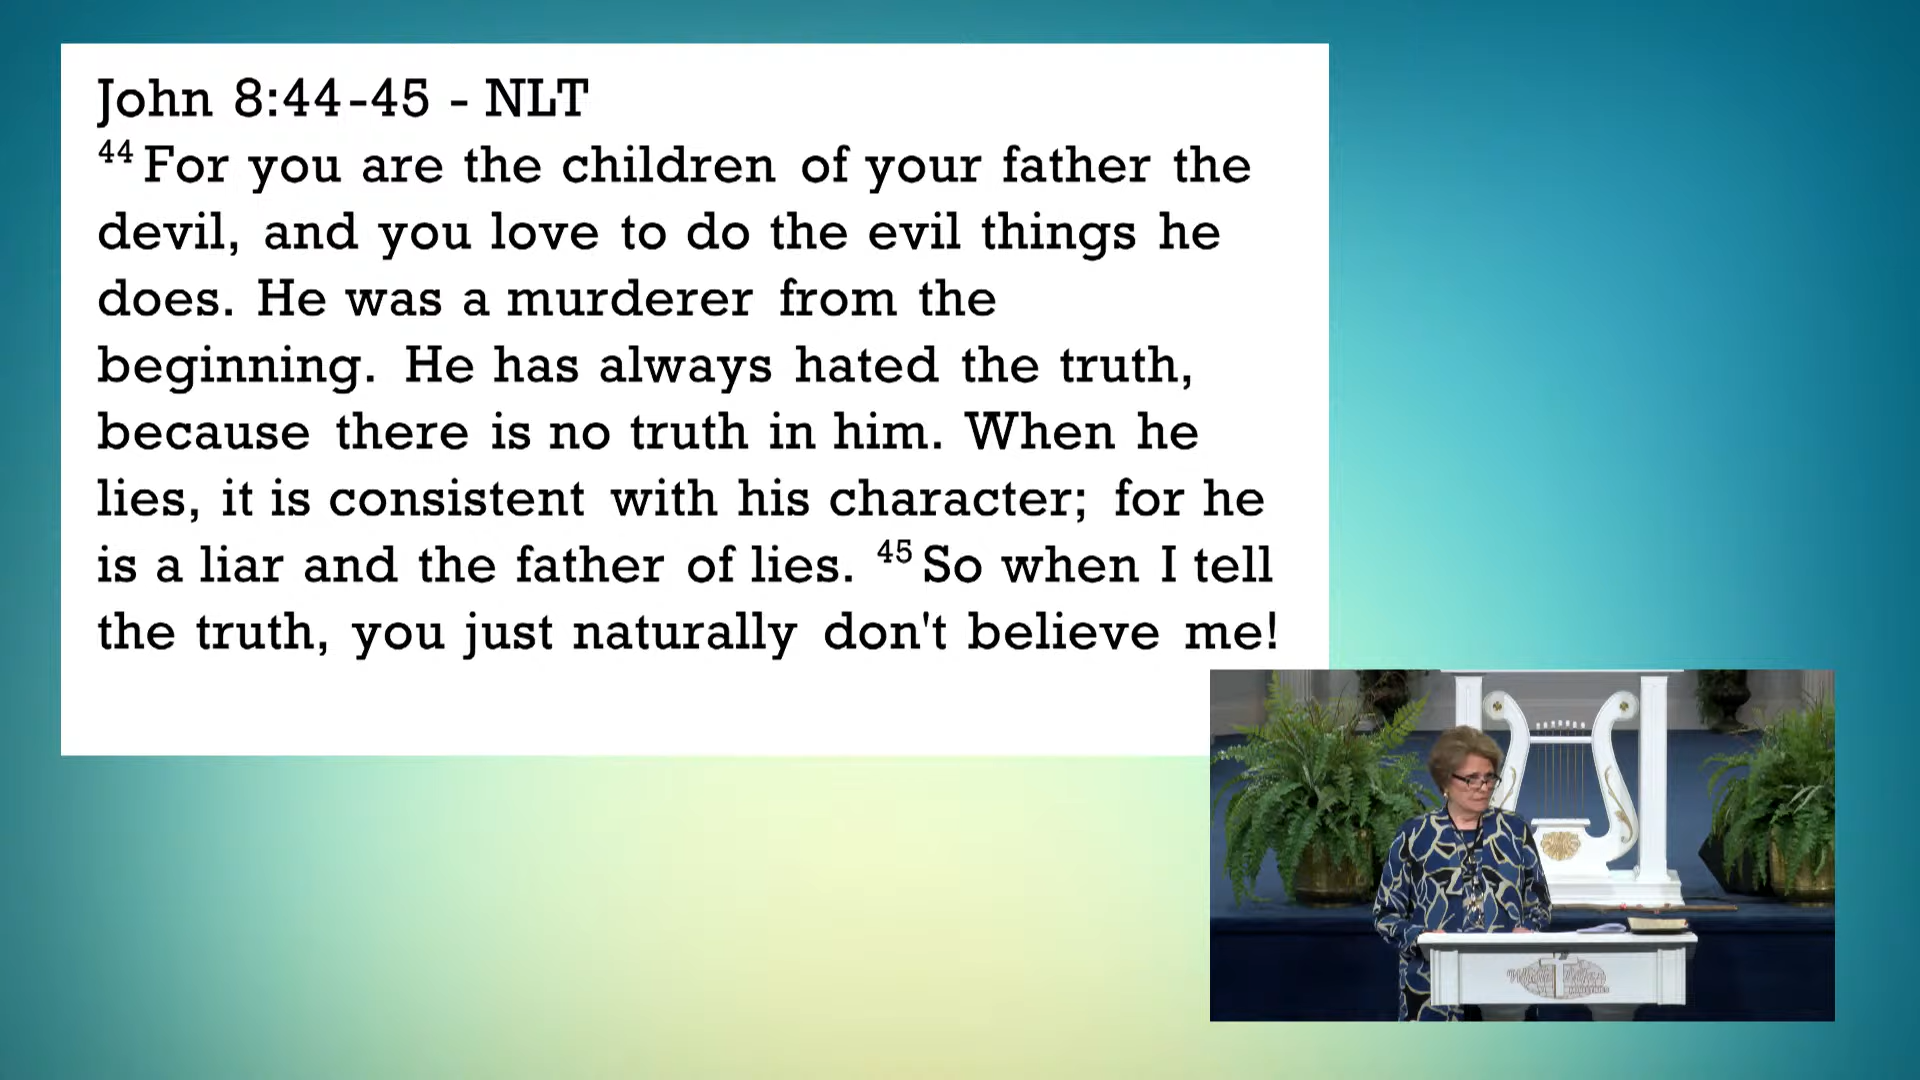 John 8:44-45 - NLT
44 For you are the children of your father the
devil, and you love to do the evil things he
does. He was a murderer from the
beginning. He has always hated the truth,
because there is no truth in him. When he
lies, it is consistent with his character; for he
is a liar and the father of lies. 45 So when I tell
the truth, you just naturally don't believe me!
MINISTRIES